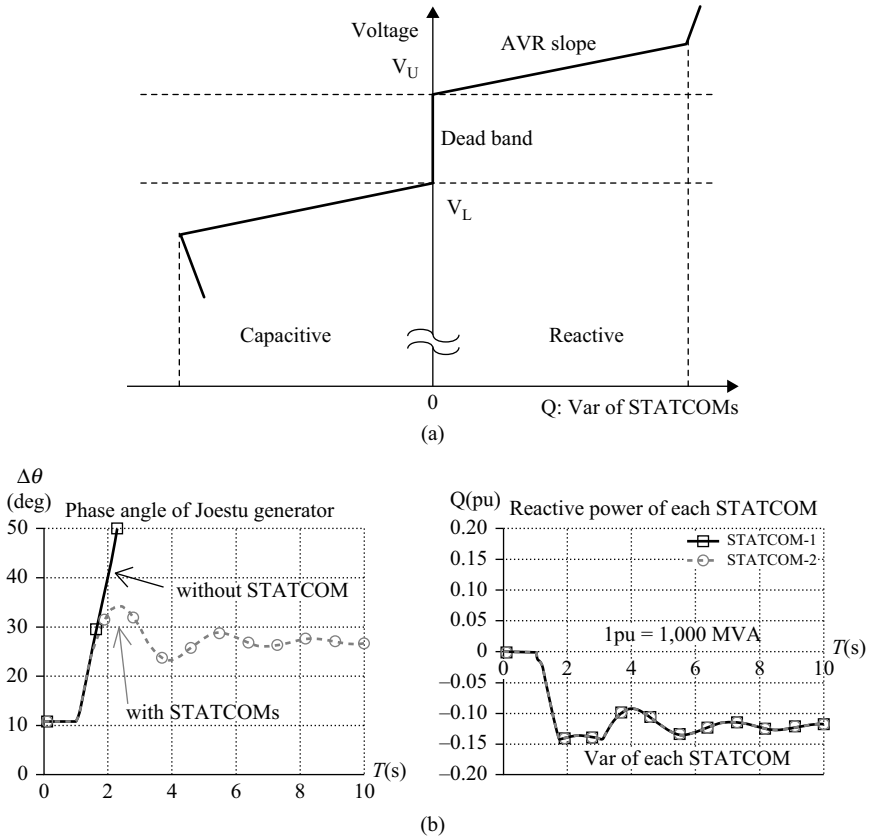 Voltage
AVR slope
V_U
Dead band
V_L
Capacitive
Reactive
0
Q: Var of STATCOMs
(a)
Δθ
(deg)
Phase angle of Joestu generator
50
40
30
20
10
0
without STATCOM
with STATCOMs
0 2 4 6 8 10
T(s)
Q(pu)
Reactive power of each STATCOM
0.20
0.15
0.10
0.05
0
−0.05
−0.10
−0.15
−0.20
STATCOM-1
STATCOM-2
1pu = 1,000 MVA
T(s)
0 2 4 6 8 10
Var of each STATCOM
(b)